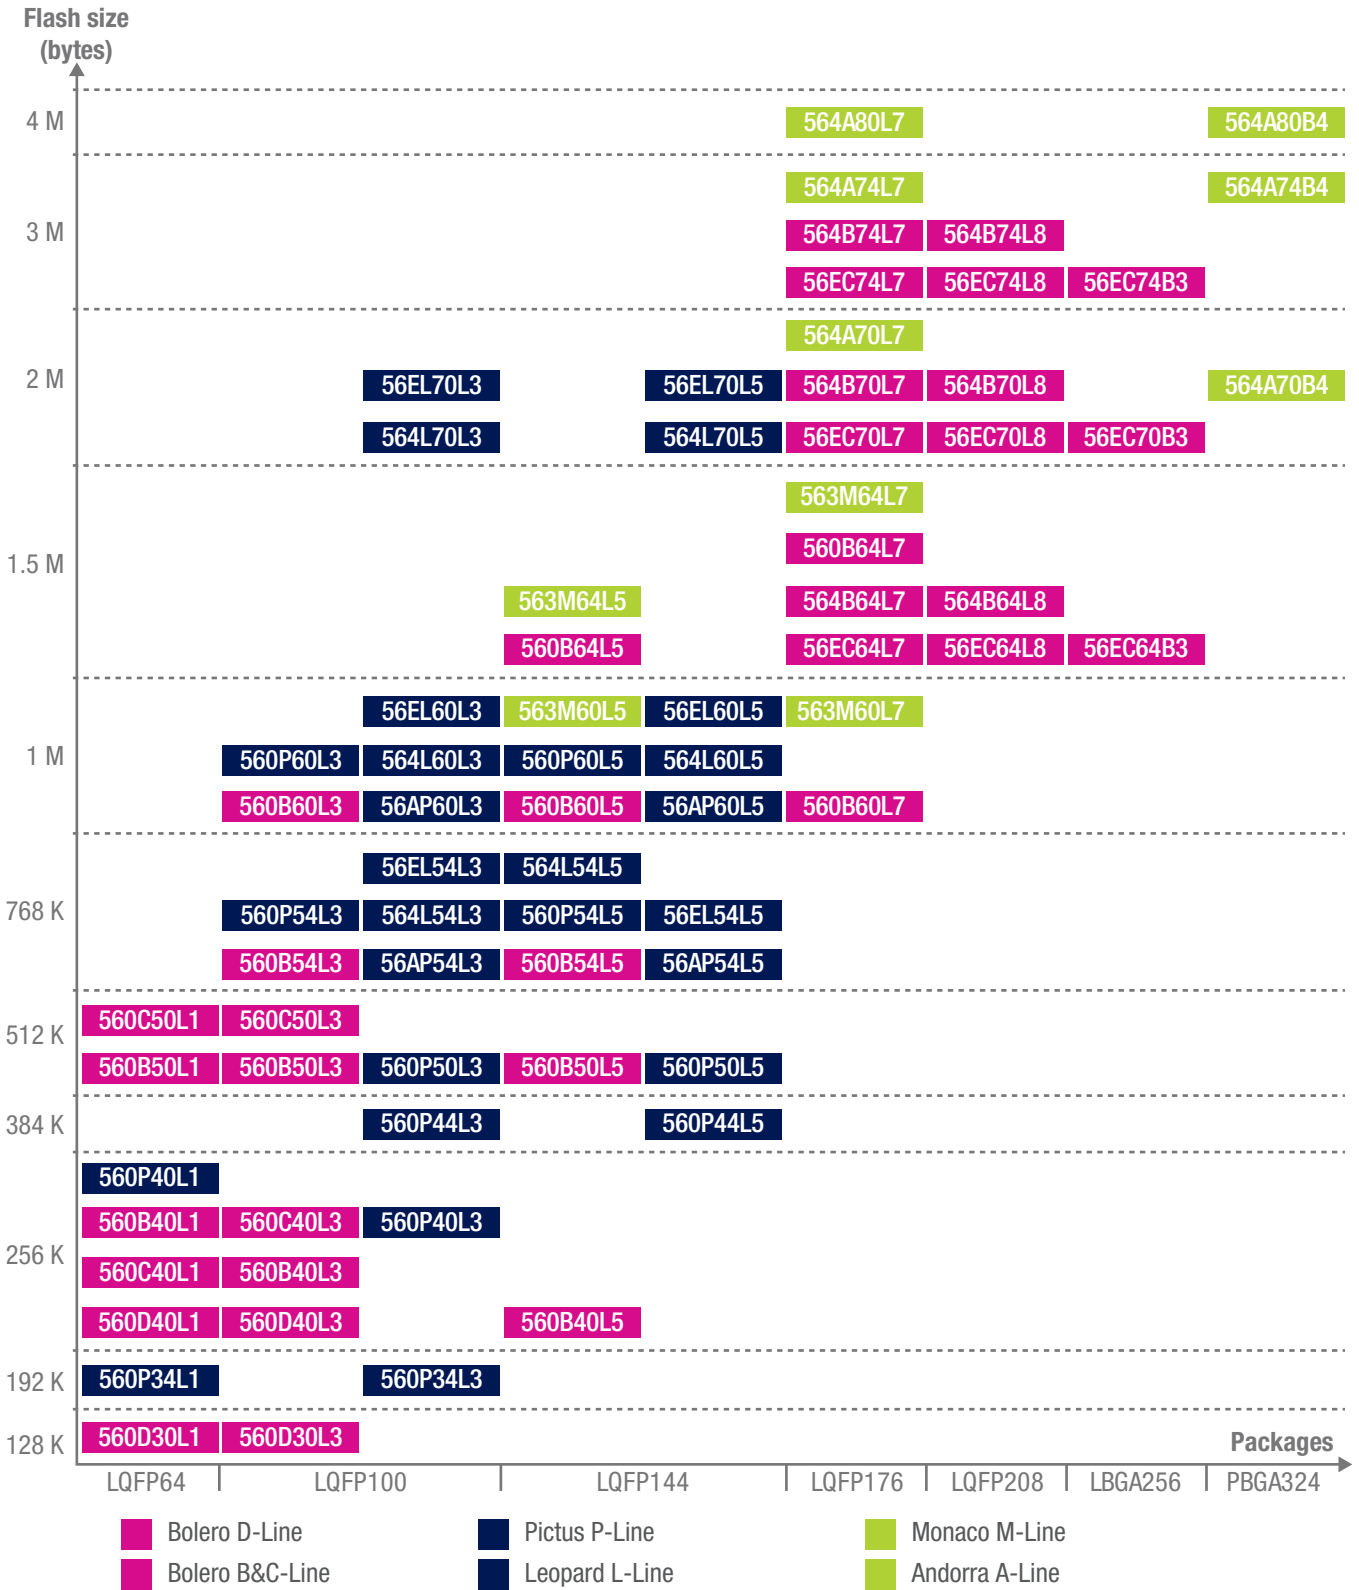 Flash size
(bytes)
4 M
564A80L7 564A80B4
564A74L7 564A74B4
3 M
564B74L7 564B74L8
56EC74L7 56EC74L8 56EC74B3
564A70L7
2 M
56EL70L3 56EL70L5 564B70L7 564B70L8 564A70B4
564L70L3 564L70L5 56EC70L7 56EC70L8 56EC70B3
563M64L7
560B64L7
1.5 M
563M64L5 564B64L7 564B64L8
560B64L5 56EC64L7 56EC64L8 56EC64B3
56EL60L3 563M60L5 56EL60L5 563M60L7
1 M
560P60L3 564L60L3 560P60L5 564L60L5
560B60L3 56AP60L3 560B60L5 56AP60L5 560B60L7
56EL54L3 564L54L5
768 K
560P54L3 564L54L3 560P54L5 56EL54L5
560B54L3 56AP54L3 560B54L5 56AP54L5
560C50L1 560C50L3
512 K
560B50L1 560B50L3 560P50L3 560B50L5 560P50L5
384 K
560P44L3 560P44L5
560P40L1
560B40L1 560C40L3 560P40L3
256 K
560C40L1 560B40L3
560D40L1 560D40L3 560B40L5
192 K
560P34L1 560P34L3
128 K
560D30L1 560D30L3
Packages
LQFP64 LQFP100 LQFP144 LQFP176 LQFP208 LBGA256 PBGA324
Bolero D-Line Pictus P-Line Monaco M-Line
Bolero B&C-Line Leopard L-Line Andorra A-Line